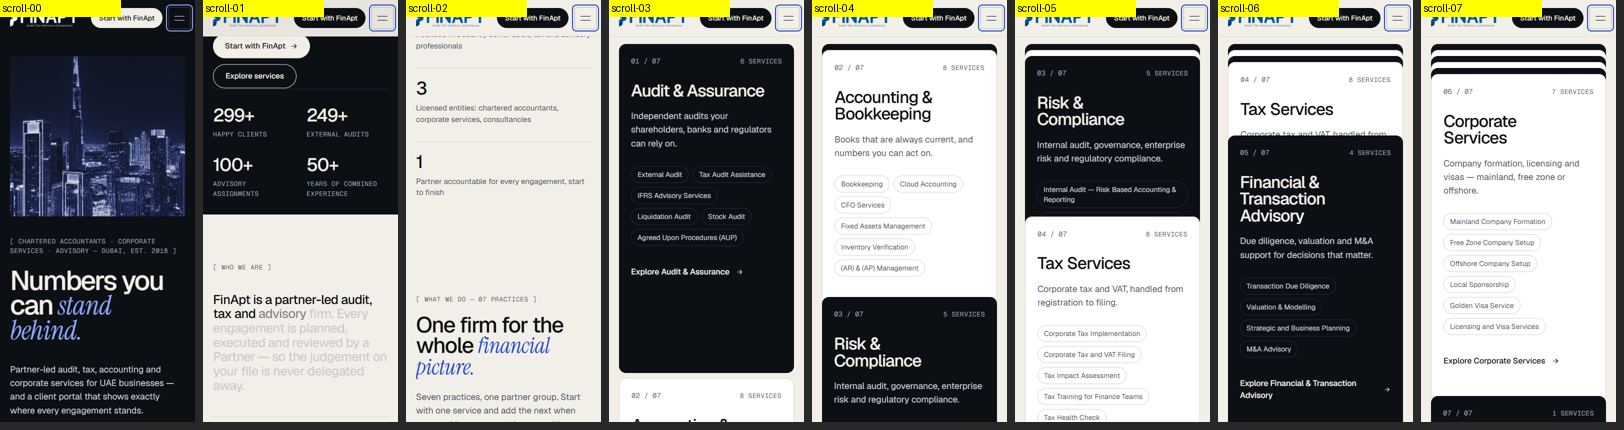 scroll-00
FINAPT
Start with FinApt
[ CHARTERED ACCOUNTANTS · CORPORATE
SERVICES · ADVISORY — DUBAI, EST. 2018 ]
Numbers you
can stand
behind.
Partner-led audit, tax, accounting and
corporate services for UAE businesses —
and a client portal that shows exactly
where every engagement stands.
scroll-01
FINAPT
Start with FinApt
Start with FinApt →
Explore services
299+
HAPPY CLIENTS
249+
EXTERNAL AUDITS
100+
ADVISORY
ASSIGNMENTS
50+
YEARS OF COMBINED
EXPERIENCE
[ WHO WE ARE ]
FinApt is a partner-led audit,
tax and advisory firm. Every
engagement is planned,
executed and reviewed by a
Partner — so the judgement on
your file is never delegated
away.
scroll-02
FINAPT
Start with FinApt
professionals
3
Licensed entities: chartered accountants,
corporate services, consultancies
1
Partner accountable for every engagement, start
to finish
[ WHAT WE DO — 07 PRACTICES ]
One firm for the
whole financial
picture.
Seven practices, one partner group. Start
with one service and add the next when
scroll-03
FINAPT
Start with FinApt
01 / 07
6 SERVICES
Audit & Assurance
Independent audits your
shareholders, banks and regulators
can rely on.
External Audit
Tax Audit Assistance
IFRS Advisory Services
Liquidation Audit
Stock Audit
Agreed Upon Procedures (AUP)
Explore Audit & Assurance →
02 / 07
8 SERVICES
scroll-04
FINAPT
Start with FinApt
02 / 07
8 SERVICES
Accounting &
Bookkeeping
Books that are always current, and
numbers you can act on.
Bookkeeping
Cloud Accounting
CFO Services
Fixed Assets Management
Inventory Verification
(AR) & (AP) Management
03 / 07
5 SERVICES
Risk &
Compliance
Internal audit, governance, enterprise
risk and regulatory compliance.
scroll-05
FINAPT
Start with FinApt
03 / 07
5 SERVICES
Risk &
Compliance
Internal audit, governance, enterprise
risk and regulatory compliance.
Internal Audit — Risk Based Accounting &
Reporting
04 / 07
8 SERVICES
Tax Services
Corporate tax and VAT, handled from
registration to filing.
Corporate Tax Implementation
Corporate Tax and VAT Filing
Tax Impact Assessment
Tax Training for Finance Teams
Tax Health Check
scroll-06
FINAPT
Start with FinApt
04 / 07
8 SERVICES
Tax Services
Corporate tax and VAT, handled from
05 / 07
4 SERVICES
Financial &
Transaction
Advisory
Due diligence, valuation and M&A
support for decisions that matter.
Transaction Due Diligence
Valuation & Modelling
Strategic and Business Planning
M&A Advisory
Explore Financial & Transaction
Advisory →
scroll-07
FINAPT
Start with FinApt
06 / 07
7 SERVICES
Corporate
Services
Company formation, licensing and
visas — mainland, free zone or
offshore.
Mainland Company Formation
Free Zone Company Setup
Offshore Company Setup
Local Sponsorship
Golden Visa Service
Licensing and Visa Services
Explore Corporate Services →
07 / 07
1 SERVICES